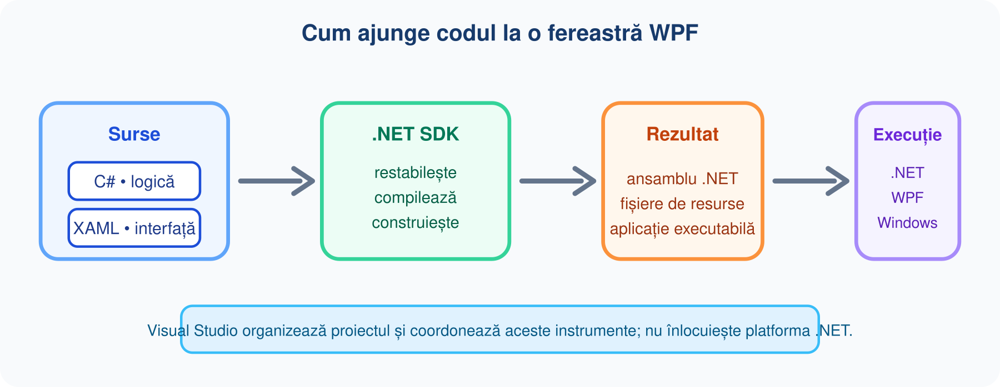 Cum ajunge codul la o fereastră WPF
Surse
C# • logică
XAML • interfață
.NET SDK
restabilește
compilează
construiește
Rezultat
ansamblu .NET
fișiere de resurse
aplicație executabilă
Execuție
.NET
WPF
Windows
Visual Studio organizează proiectul și coordonează aceste instrumente; nu înlocuiește platforma .NET.